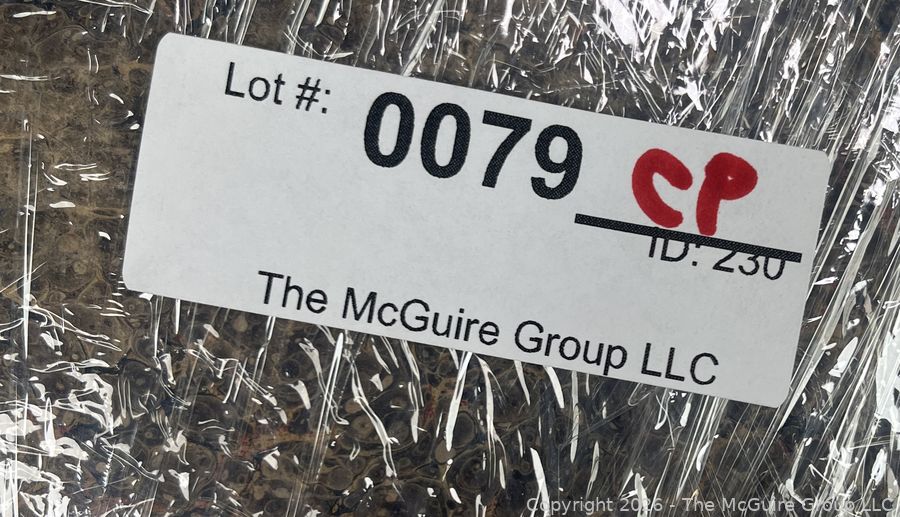 Lot #: 0079 CP
ID: 230
The McGuire Group LLC
Copyright 2026 - The McGuire Group LLC